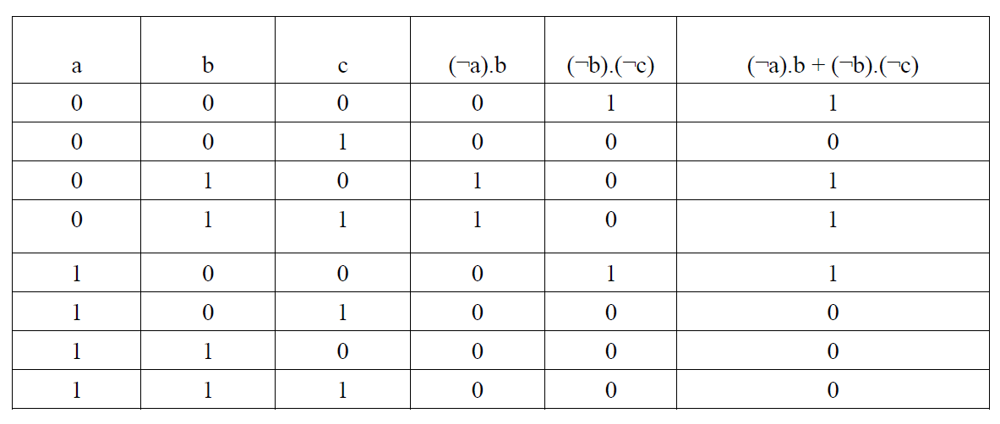 a b c (¬a).b (¬b).(¬c) (¬a).b + (¬b).(¬c)
0 0 0 0 1 1
0 0 1 0 0 0
0 1 0 1 0 1
0 1 1 1 0 1
1 0 0 0 1 1
1 0 1 0 0 0
1 1 0 0 0 0
1 1 1 0 0 0